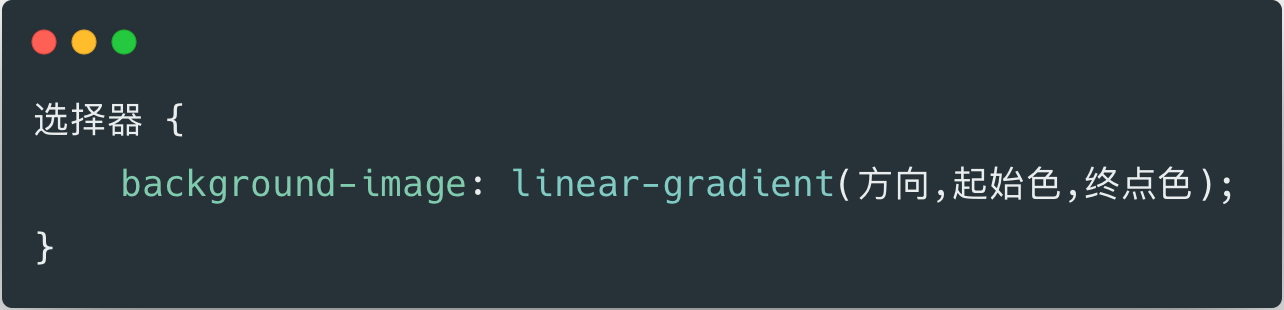 选择器 {
background-image: linear-gradient(方向,起始色,终点色);
}